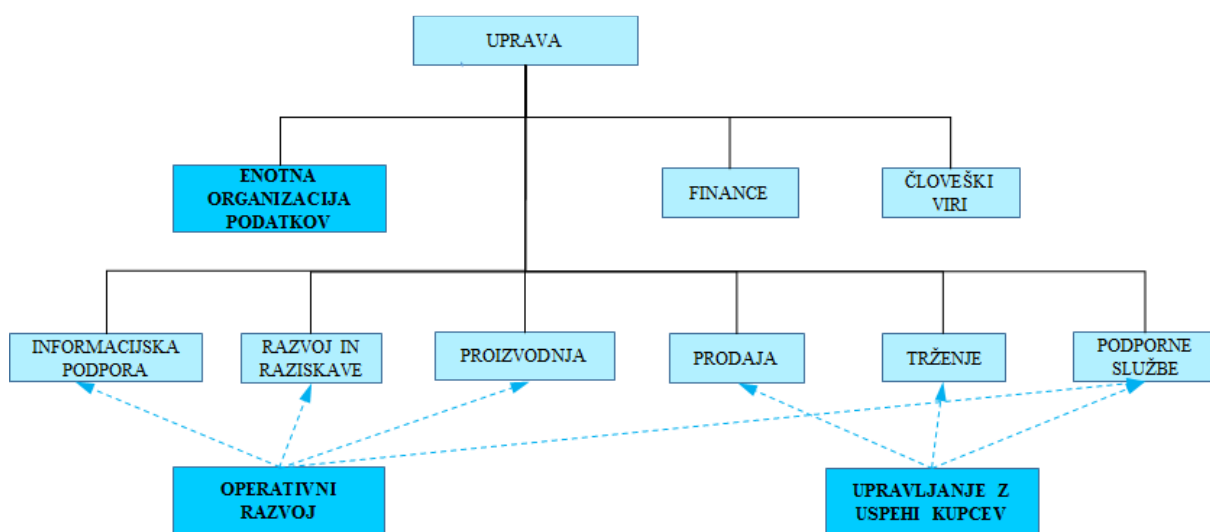 UPRAVA
ENOTNA
ORGANIZACIJA
PODATKOV
FINANCE
ČLOVEŠKI
VIRI
INFORMACIJSKA
PODPORA
RAZVOJ IN
RAZISKAVE
PROIZVODNJA
PRODAJA
TRŽENJE
PODPORNE
SLUŽBE
OPERATIVNI
RAZVOJ
UPRAVLJANJE Z
USPEHI KUPCEV